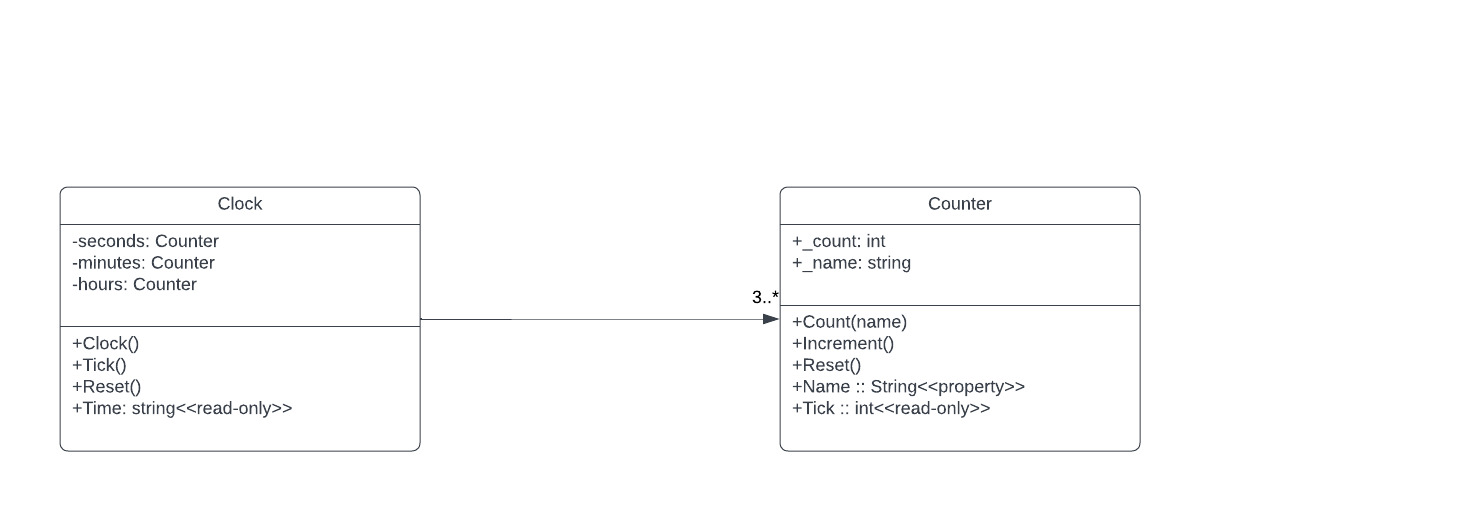 Clock
-seconds: Counter
-minutes: Counter
-hours: Counter
+Clock()
+Tick()
+Reset()
+Time: string<<read-only>>
3..*
Counter
+_count: int
+_name: string
+Count(name)
+Increment()
+Reset()
+Name :: String<<property>>
+Tick :: int<<read-only>>